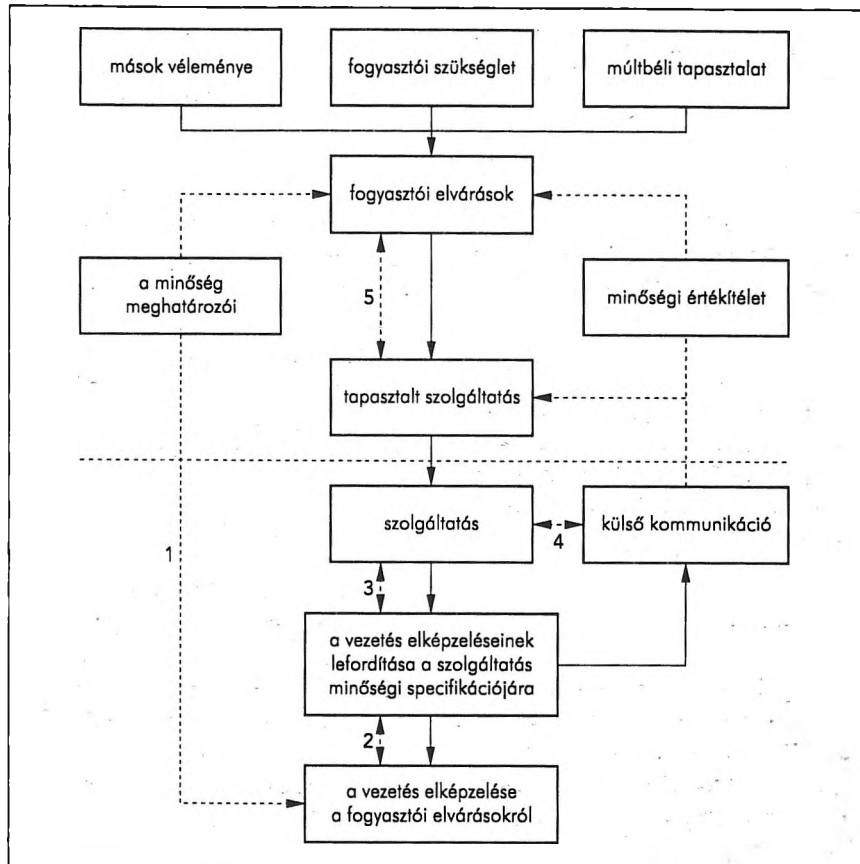 mások véleménye
fogyasztói szükséglet
múltbéli tapasztalat
fogyasztói elvárások
a minőség
meghatározói
5
minőségi értékítélet
tapasztalt szolgáltatás
1
szolgáltatás
4
külső kommunikáció
3
a vezetés elképzeléseinek
lefordítása a szolgáltatás
minőségi specifikációjára
2
a vezetés elképzelése
a fogyasztói elvárásokról